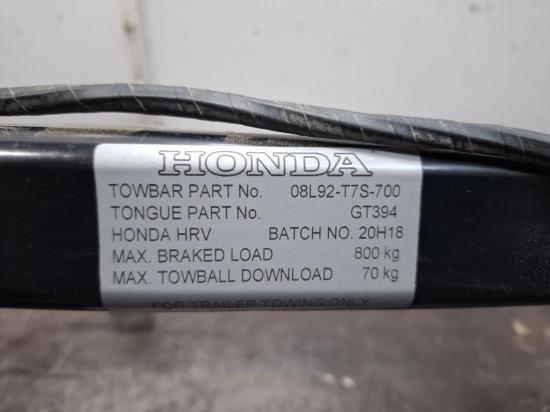 HONDA
TOWBAR PART No. 08L92-T7S-700
TONGUE PART No. GT394
HONDA HRV BATCH NO. 20H18
MAX. BRAKED LOAD 800 kg
MAX. TOWBALL DOWNLOAD 70 kg
FOR TRAILER TOWING ONLY